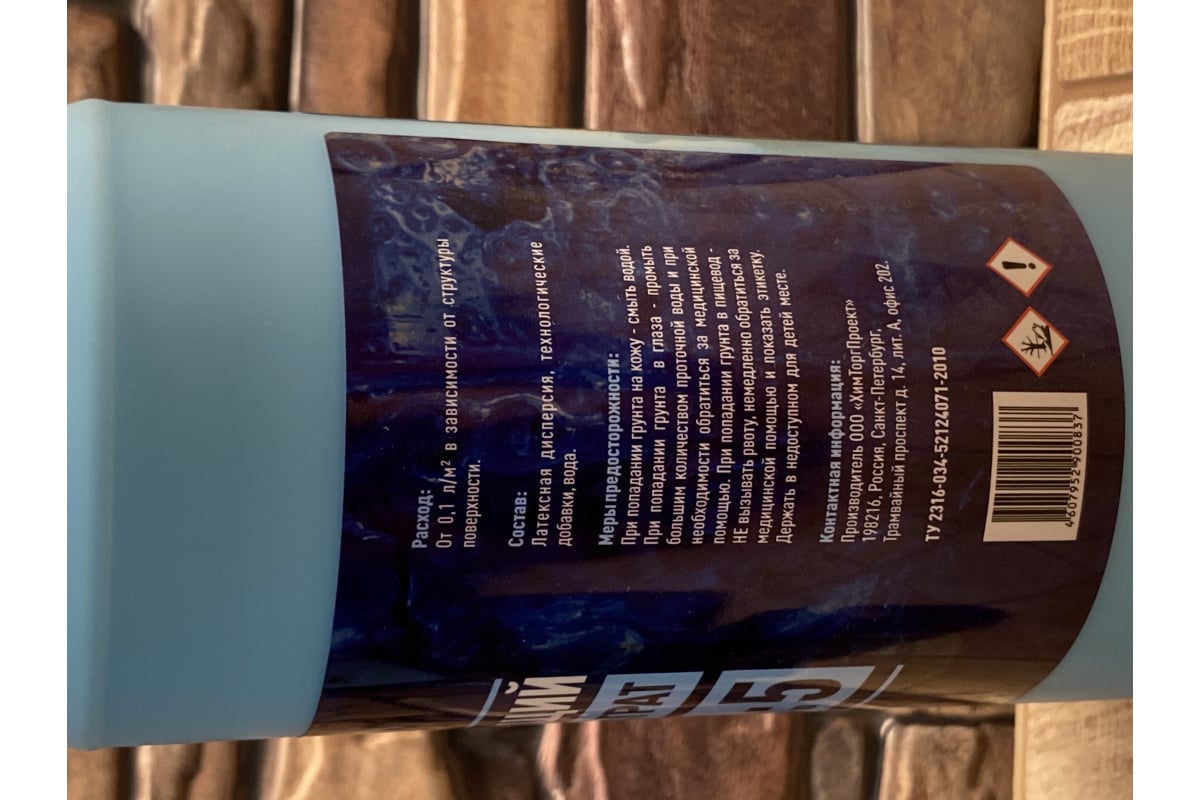 Расход:
От 0,1 л/м² в зависимости от структуры
поверхности.
Состав:
Латексная дисперсия, технологические
добавки, вода.
Меры предосторожности:
При попадании грунта на кожу - смыть водой.
При попадании грунта в глаза - промыть
большим количеством проточной воды и при
необходимости обратиться за медицинской
помощью. При попадании грунта в пищевод -
НЕ вызывать рвоту, немедленно обратиться за
медицинской помощью и показать этикетку.
Держать в недоступном для детей месте.
Контактная информация:
Производитель ООО «ХимТоргПроект»
198216, Россия, Санкт-Петербург,
Трамвайный проспект д. 14, лит. А, офис 202.
ТУ 2316-034-52124071-2010
4 607952 900837